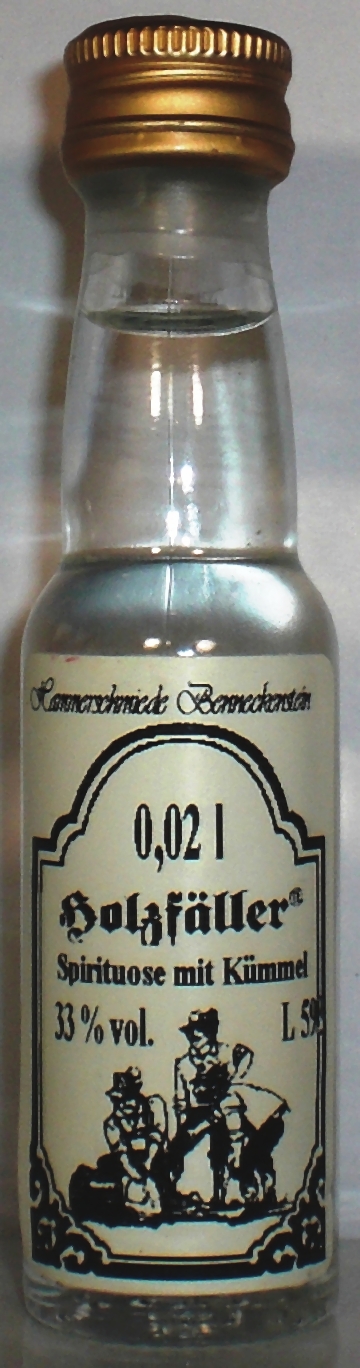 Hammerschmiede Benneckenstein
0,02 l
Holzfäller®
Spirituose mit Kümmel
33 % vol. L 59